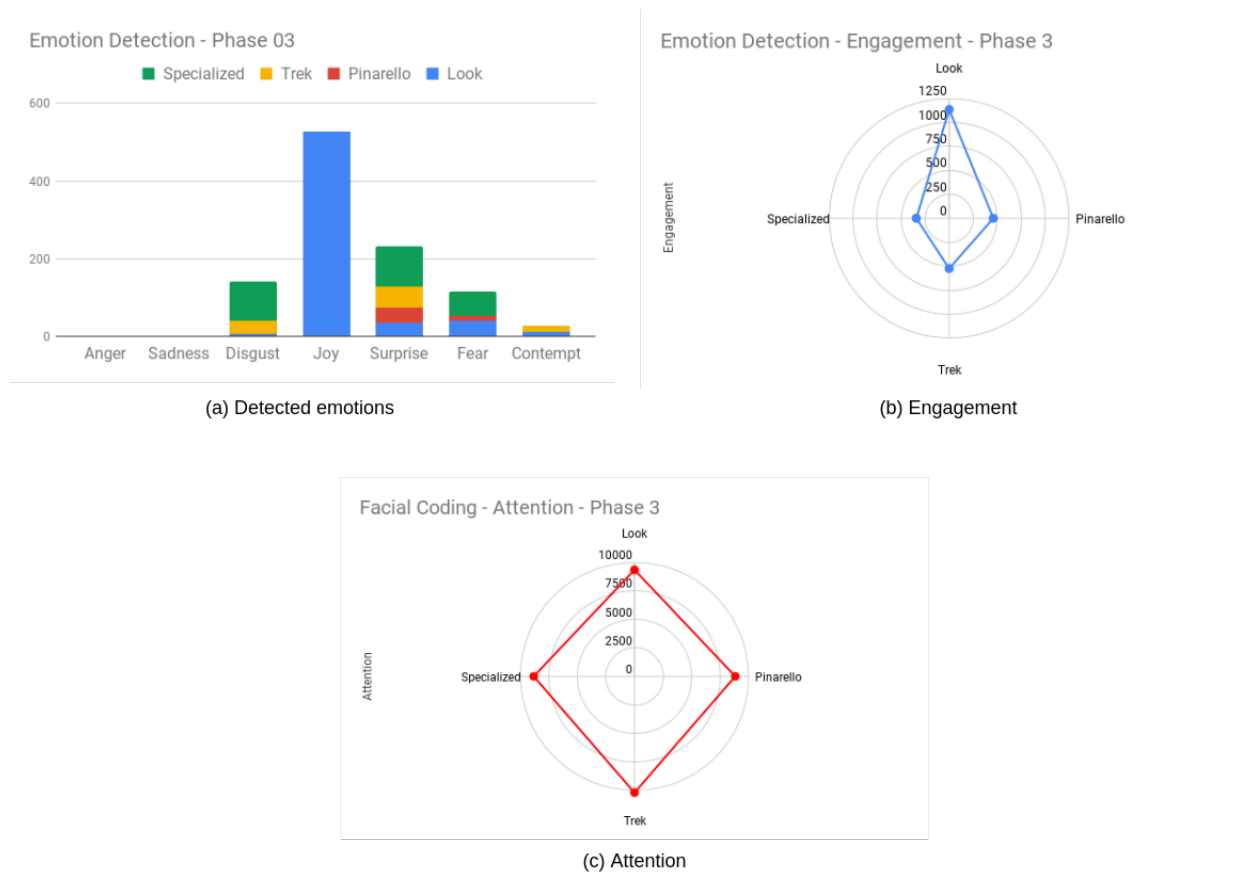 Emotion Detection - Phase 03
Specialized Trek Pinarello Look
600
400
200
0
Anger Sadness Disgust Joy Surprise Fear Contempt
(a) Detected emotions
Emotion Detection - Engagement - Phase 3
Look
1250
1000
750
500
250
0
Engagement
Specialized
Pinarello
Trek
(b) Engagement
Facial Coding - Attention - Phase 3
Look
10000
7500
5000
2500
0
Attention
Specialized
Pinarello
Trek
(c) Attention